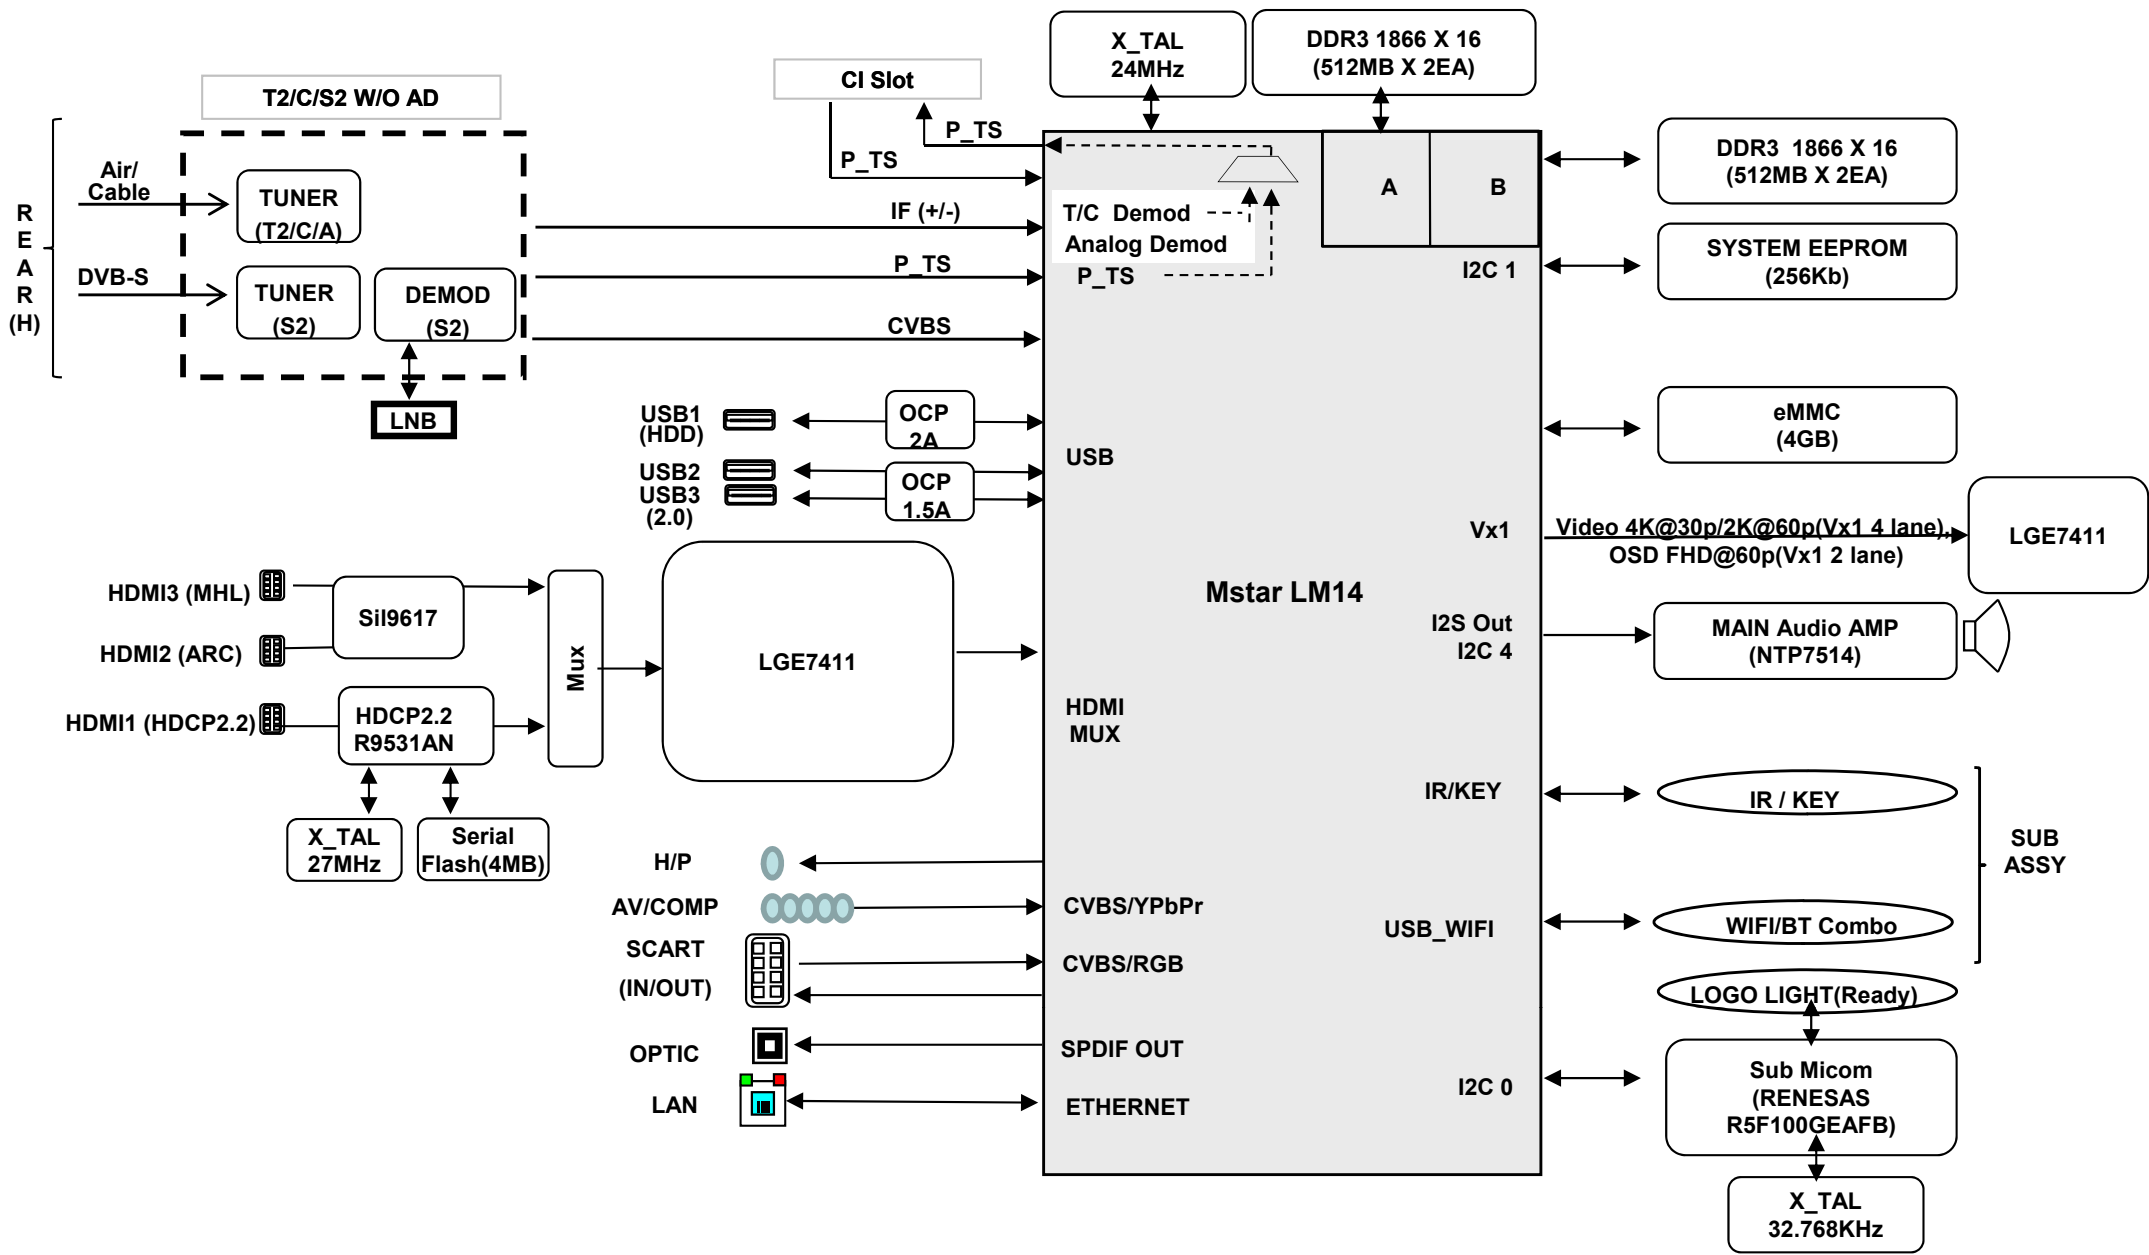 X_TAL
24MHz
DDR3 1866 X 16
(512MB X 2EA)
CI Slot
T2/C/S2 W/O AD
P_TS
P_TS
Air/
Cable
TUNER
(T2/C/A)
IF (+/-)
T/C Demod
Analog Demod
P_TS
A
B
DDR3 1866 X 16
(512MB X 2EA)
R
E
A
R
(H)
DVB-S
TUNER
(S2)
DEMOD
(S2)
P_TS
CVBS
LNB
I2C 1
SYSTEM EEPROM
(256Kb)
USB1
(HDD)
OCP
2A
USB2
USB3
(2.0)
OCP
1.5A
USB
eMMC
(4GB)
Vx1
Video 4K@30p/2K@60p(Vx1 4 lane),
OSD FHD@60p(Vx1 2 lane)
LGE7411
HDMI3 (MHL)
SiI9617
HDMI2 (ARC)
HDMI1 (HDCP2.2)
HDCP2.2
R9531AN
Mux
LGE7411
Mstar LM14
HDMI
MUX
I2S Out
I2C 4
MAIN Audio AMP
(NTP7514)
X_TAL
27MHz
Serial
Flash(4MB)
IR/KEY
IR / KEY
SUB
ASSY
H/P
AV/COMP
CVBS/YPbPr
USB_WIFI
WIFI/BT Combo
SCART
(IN/OUT)
CVBS/RGB
LOGO LIGHT(Ready)
OPTIC
SPDIF OUT
LAN
ETHERNET
I2C 0
Sub Micom
(RENESAS
R5F100GEAFB)
X_TAL
32.768KHz